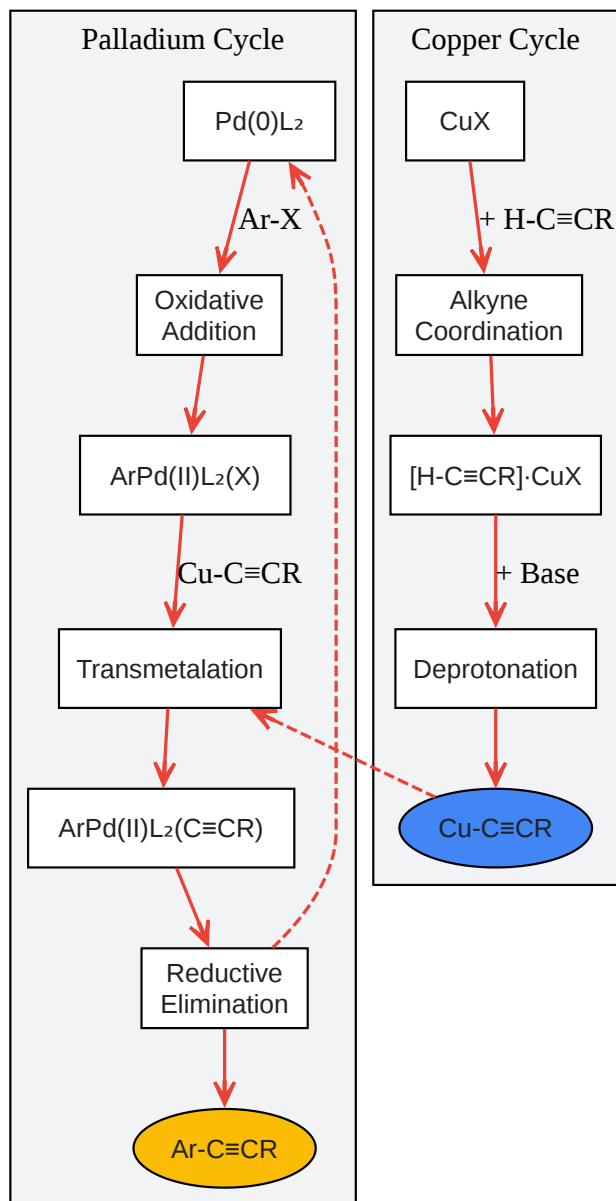 Palladium Cycle
Pd(0)L₂
Ar-X
Oxidative
Addition
ArPd(II)L₂(X)
Cu-C≡CR
Transmetalation
ArPd(II)L₂(C≡CR)
Reductive
Elimination
Ar-C≡CR
Copper Cycle
CuX
+ H-C≡CR
Alkyne
Coordination
[H-C≡CR]·CuX
+ Base
Deprotonation
Cu-C≡CR